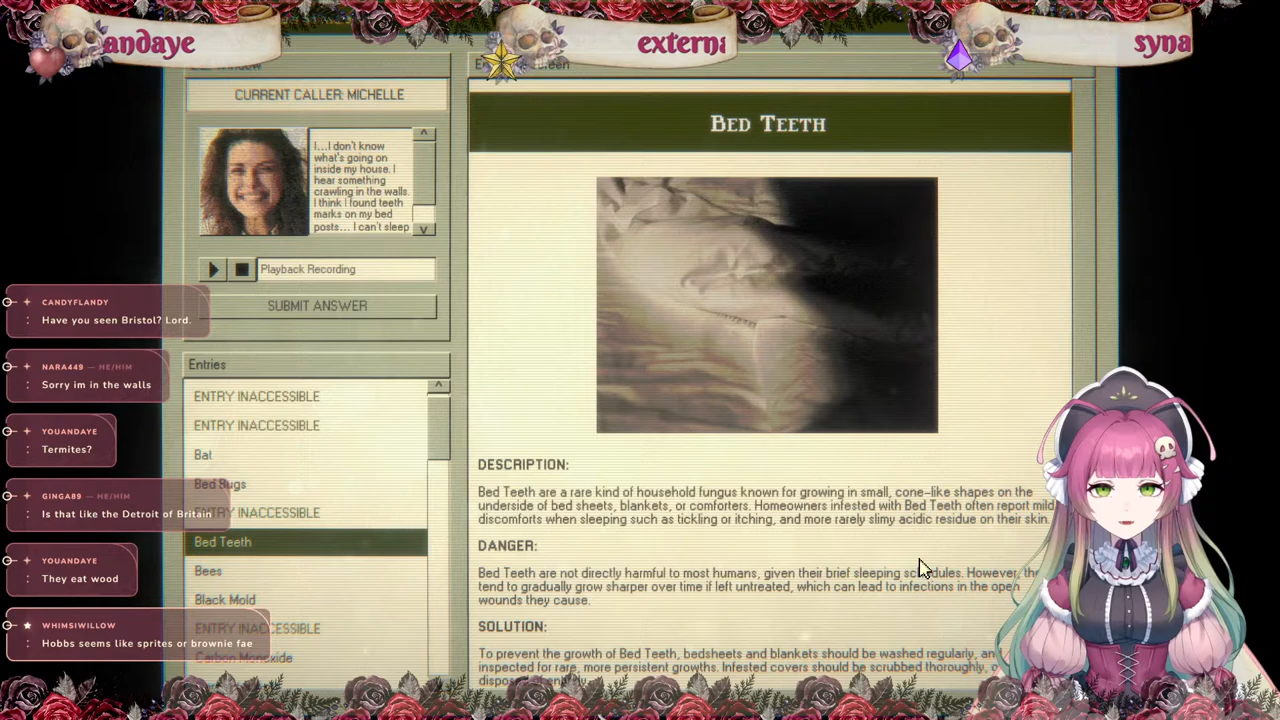 andaye
externa
syna
CURRENT CALLER: MICHELLE
I...I don't know
what's going on
inside my house. I
hear something
crawling in the walls.
I think I found teeth
marks on my bed
posts... I can't sleep
Playback Recording
SUBMIT ANSWER
Entries
ENTRY INACCESSIBLE
ENTRY INACCESSIBLE
Bat
Bed Bugs
ENTRY INACCESSIBLE
Bed Teeth
Bees
Black Mold
ENTRY INACCESSIBLE
Carbon Monoxide
BED TEETH
DESCRIPTION:
Bed Teeth are a rare kind of household fungus known for growing in small, cone-like shapes on the
underside of bed sheets, blankets, or comforters. Homeowners infested with Bed Teeth often report mild
discomforts when sleeping such as tickling or itching, and more rarely slimy acidic residue on their skin.
DANGER:
Bed Teeth are not directly harmful to most humans, given their brief sleeping schedules. However, the
tend to gradually grow sharper over time if left untreated, which can lead to infections in the open
wounds they cause.
SOLUTION:
To prevent the growth of Bed Teeth, bedsheets and blankets should be washed regularly, and
inspected for rare, more persistent growths. Infested covers should be scrubbed thoroughly, o
CANDYFLANDY
Have you seen Bristol? Lord.
NARA449 — HE/HIM
Sorry im in the walls
YOUANDAYE
Termites?
GINGA89 — HE/HIM
Is that like the Detroit of Britain
YOUANDAYE
They eat wood
WHIMSIWILLOW
Hobbs seems like sprites or brownie fae